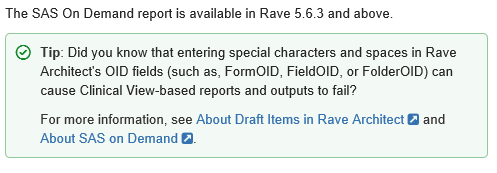 The SAS On Demand report is available in Rave 5.6.3 and above.
Tip: Did you know that entering special characters and spaces in Rave
Architect's OID fields (such as, FormOID, FieldOID, or FolderOID) can
cause Clinical View-based reports and outputs to fail?
For more information, see About Draft Items in Rave Architect and
About SAS on Demand.